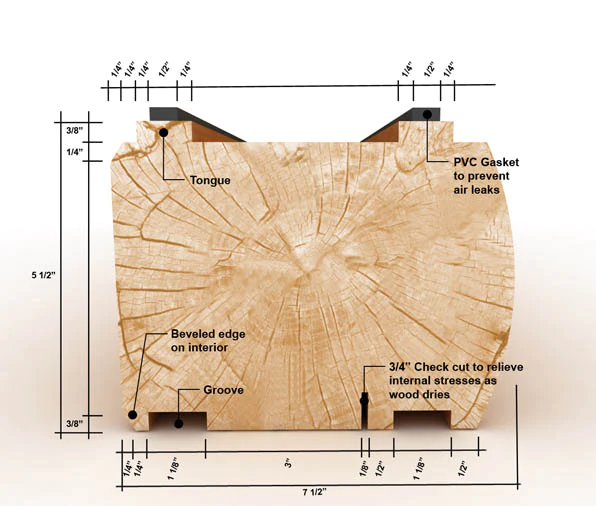 1/4"
1/4"
1/4"
1/2"
1/4"
1/4"
1/2"
1/4"
3/8"
1/4"
Tongue
PVC Gasket
to prevent
air leaks
5 1/2"
Beveled edge
on interior
3/4" Check cut to relieve
internal stresses as
wood dries
Groove
3/8"
1/4"
1/4"
1 1/8"
3"
1/8"
1/2"
1 1/8"
1/2"
7 1/2"